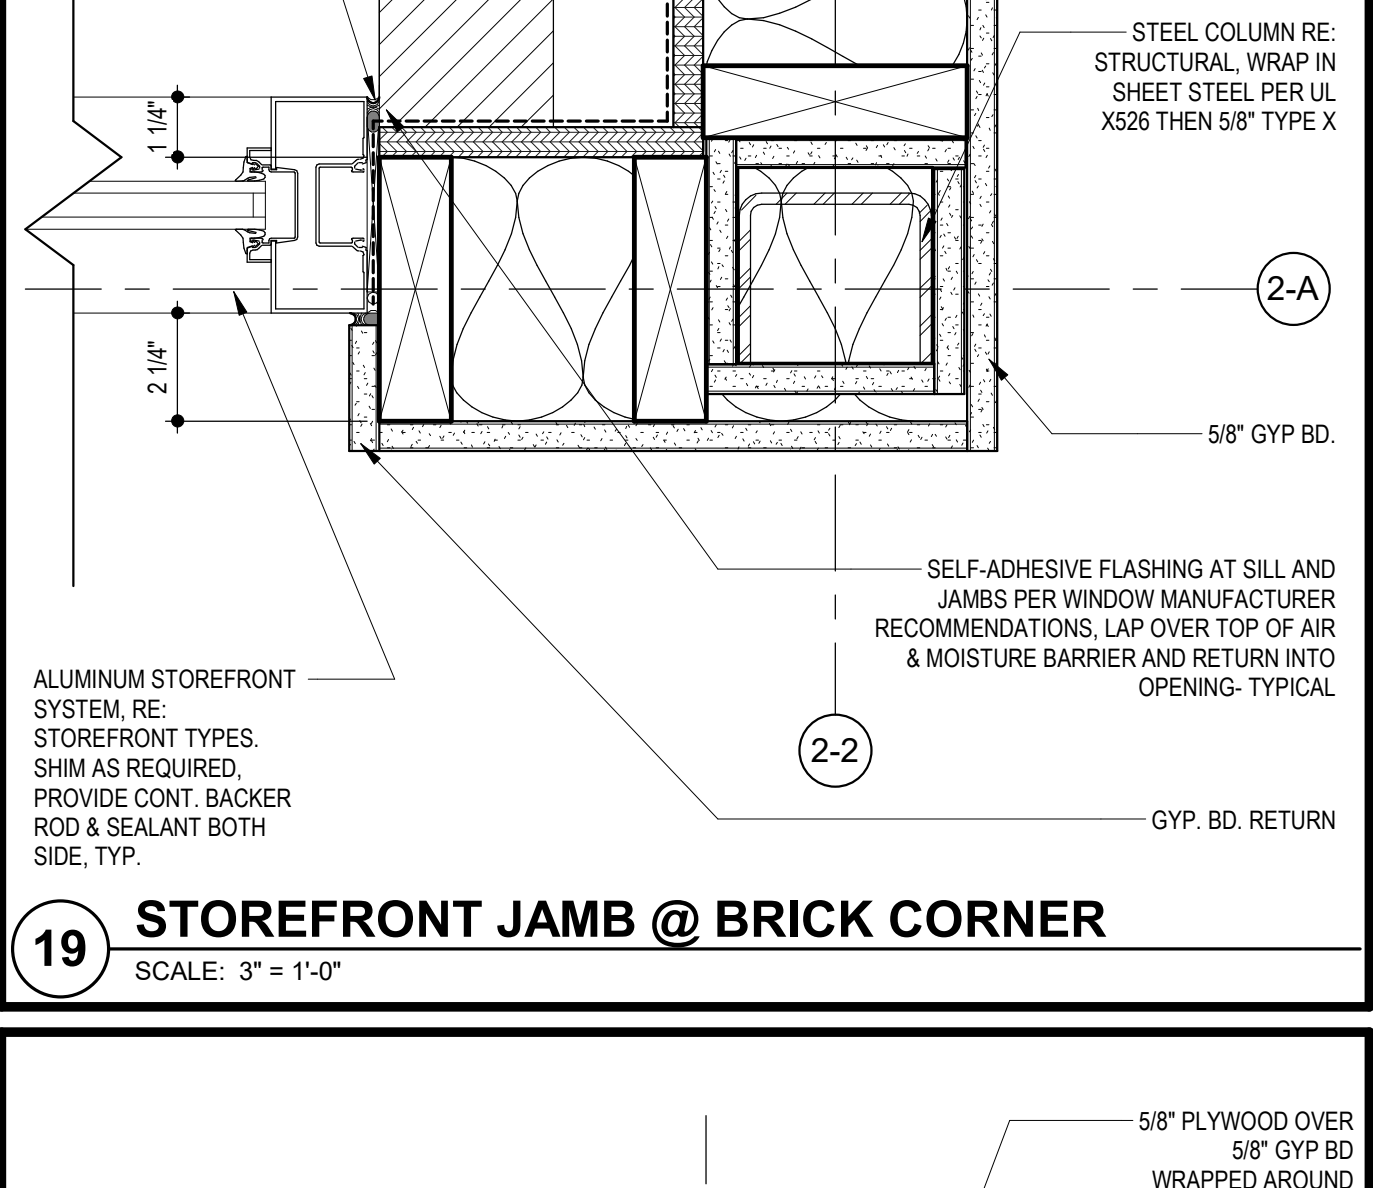 STEEL COLUMN RE:
STRUCTURAL, WRAP IN
SHEET STEEL PER UL
X526 THEN 5/8" TYPE X
1 1/4"
2-A
2 1/4"
5/8" GYP BD.
SELF-ADHESIVE FLASHING AT SILL AND
JAMBS PER WINDOW MANUFACTURER
RECOMMENDATIONS, LAP OVER TOP OF AIR
& MOISTURE BARRIER AND RETURN INTO
OPENING- TYPICAL
ALUMINUM STOREFRONT
SYSTEM, RE:
STOREFRONT TYPES.
SHIM AS REQUIRED,
PROVIDE CONT. BACKER
ROD & SEALANT BOTH
SIDE, TYP.
2-2
GYP. BD. RETURN
19
STOREFRONT JAMB @ BRICK CORNER
SCALE: 3" = 1'-0"
5/8" PLYWOOD OVER
5/8" GYP BD
WRAPPED AROUND